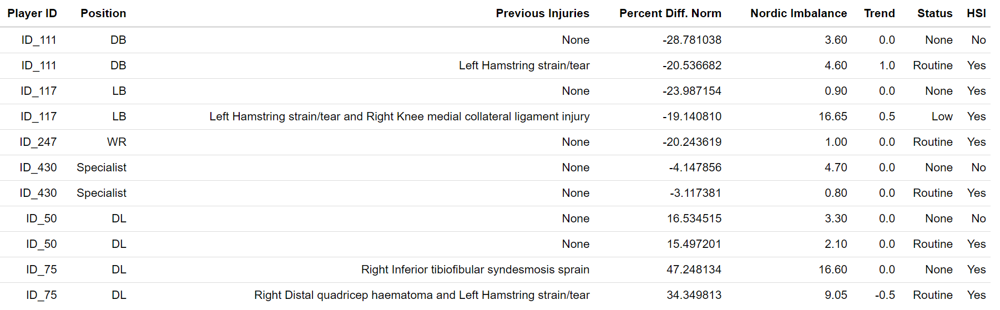 Player ID Position Previous Injuries Percent Diff. Norm Nordic Imbalance Trend Status HSI
ID_111 DB None -28.781038 3.60 0.0 None No
ID_111 DB Left Hamstring strain/tear -20.536682 4.60 1.0 Routine Yes
ID_117 LB None -23.987154 0.90 0.0 None Yes
ID_117 LB Left Hamstring strain/tear and Right Knee medial collateral ligament injury -19.140810 16.65 0.5 Low Yes
ID_247 WR None -20.243619 1.00 0.0 Routine Yes
ID_430 Specialist None -4.147856 4.70 0.0 None No
ID_430 Specialist None -3.117381 0.80 0.0 Routine Yes
ID_50 DL None 16.534515 3.30 0.0 None No
ID_50 DL None 15.497201 2.10 0.0 Routine Yes
ID_75 DL Right Inferior tibiofibular syndesmosis sprain 47.248134 16.60 0.0 None Yes
ID_75 DL Right Distal quadricep haematoma and Left Hamstring strain/tear 34.349813 9.05 -0.5 Routine Yes